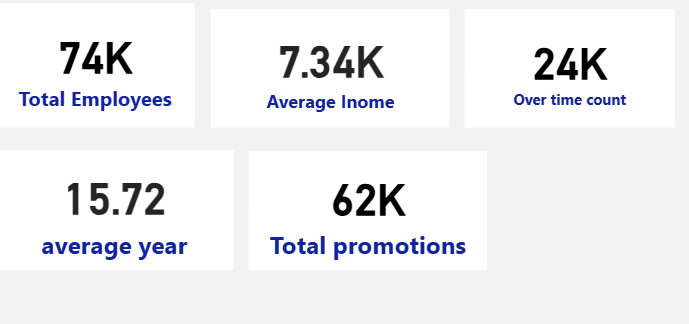 74K
Total Employees
7.34K
Average Inome
24K
Over time count
15.72
average year
62K
Total promotions